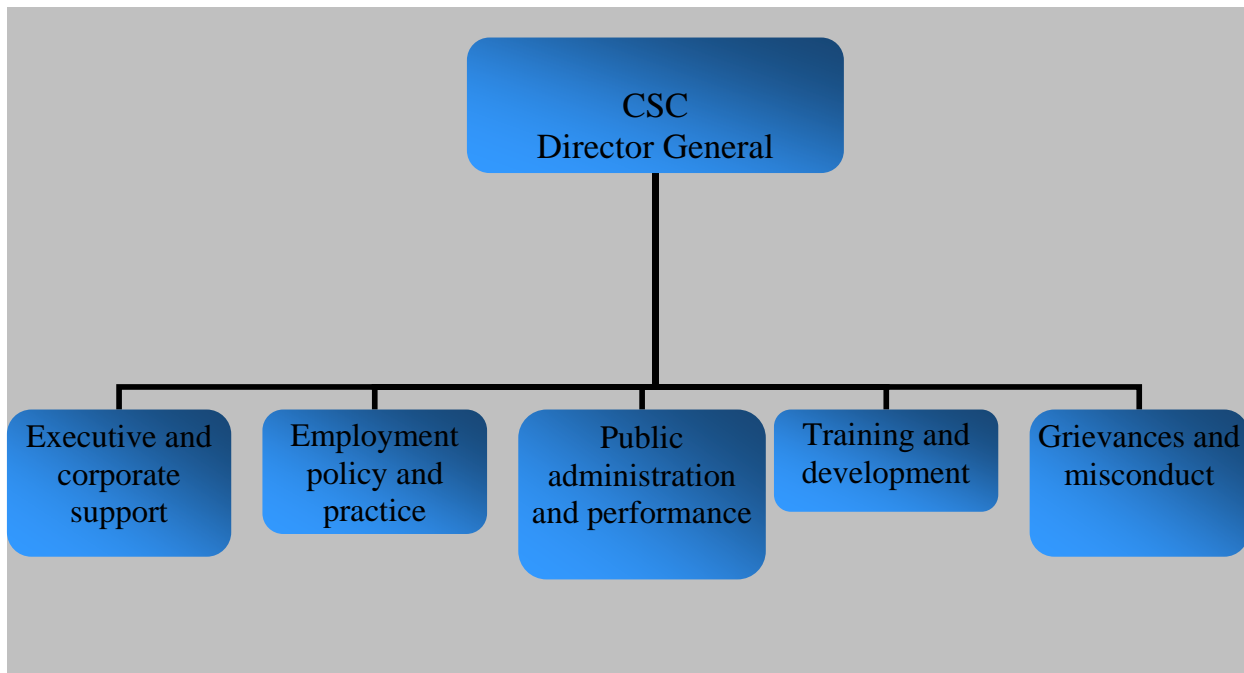 CSC
Director General
Executive and
corporate
support
Employment
policy and
practice
Public
administration
and performance
Training and
development
Grievances and
misconduct